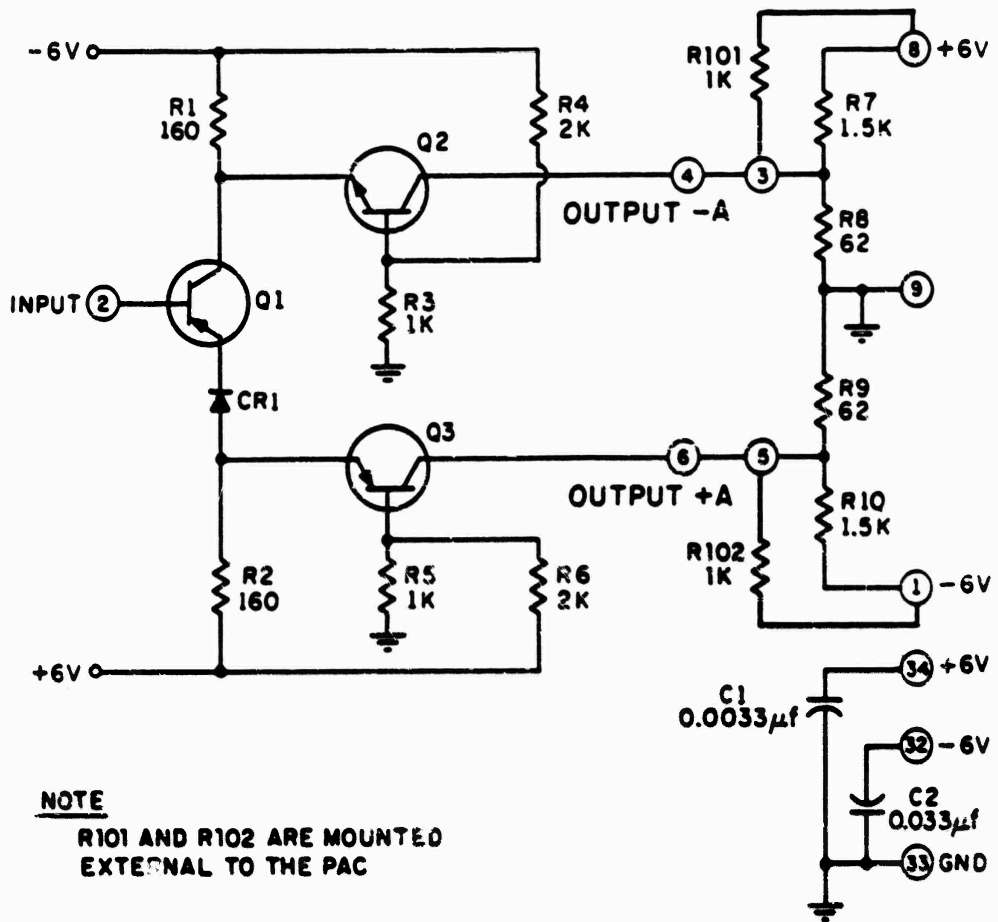 -6V
R1
160
Q2
R4
2K
R101
1K
8
+6V
R7
1.5K
4
3
OUTPUT -A
R8
62
INPUT
2
Q1
R3
1K
9
CR1
R9
62
Q3
6
5
OUTPUT +A
R10
1.5K
R2
160
R5
1K
R6
2K
R102
1K
1
-6V
+6V
34
+6V
C1
0.0033µf
32
-6V
C2
0.033µf
33
GND
NOTE
R101 AND R102 ARE MOUNTED
EXTERNAL TO THE PAC